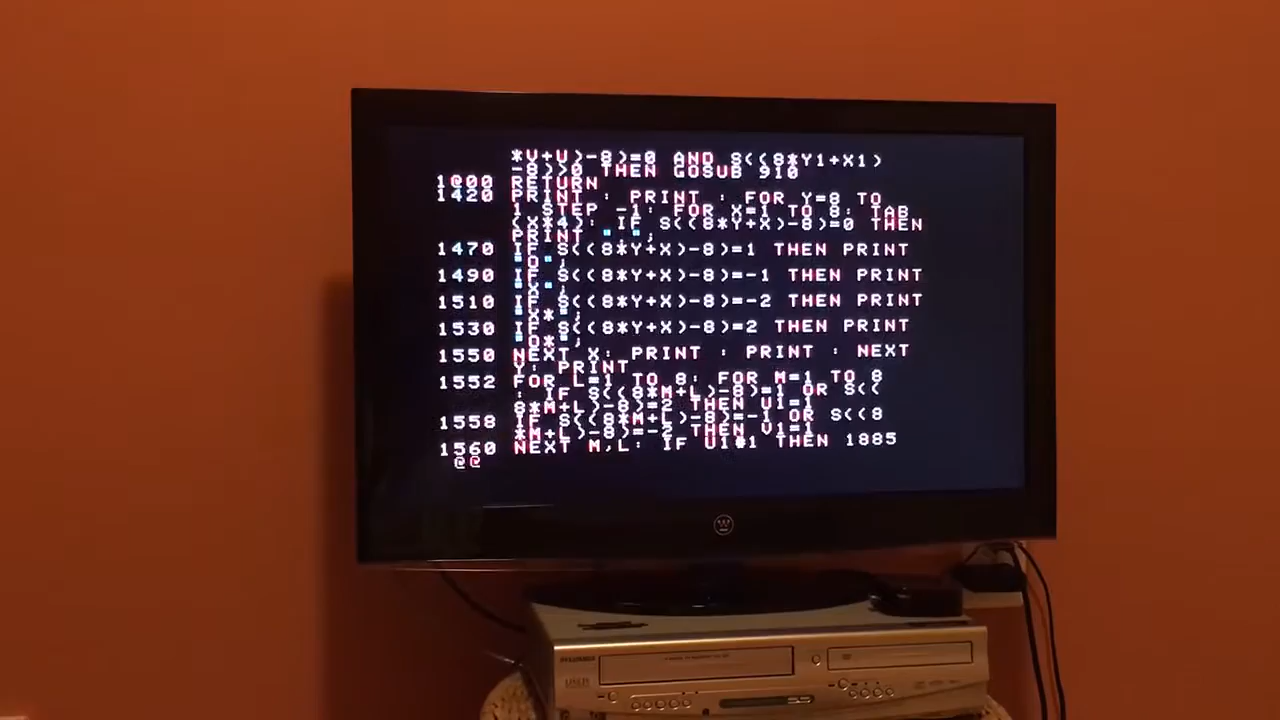 *V+U)-8)=0 AND S((8*Y1+X1)
-8)>0 THEN GOSUB 910
1000 RETURN
1420 PRINT : PRINT : FOR Y=8 TO
1 STEP -1: FOR X=1 TO 8: TAB
(X*4): IF S((8*Y+X)-8)=0 THEN
PRINT ".";
1470 IF S((8*Y+X)-8)=1 THEN PRINT
"O";
1490 IF S((8*Y+X)-8)=-1 THEN PRINT
"X";
1510 IF S((8*Y+X)-8)=-2 THEN PRINT
"X*";
1530 IF S((8*Y+X)-8)=2 THEN PRINT
"O*";
1550 NEXT X: PRINT : PRINT : NEXT
Y: PRINT
1552 FOR L=1 TO 8: FOR M=1 TO 8
: IF S((8*M+L)-8)=1 OR S((
8*M+L)-8)=2 THEN U1=1
1558 IF S((8*M+L)-8)=-1 OR S((8
*M+L)-8)=-2 THEN V1=1
1560 NEXT M,L: IF U1#1 THEN 1885
@@
SYLVANIA